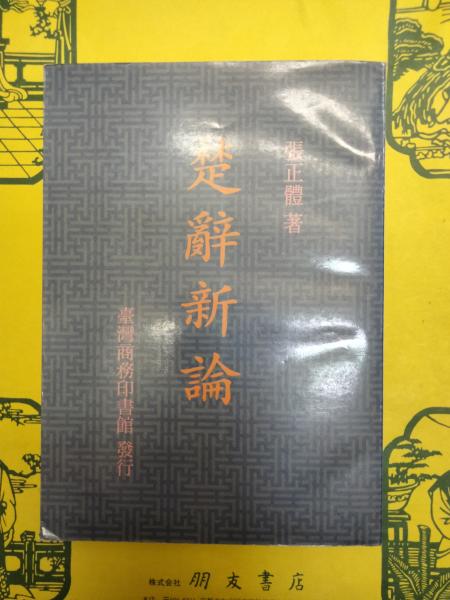 張正體 著
楚辭新論
臺灣商務印書館 發行
株式会社 朋友書店